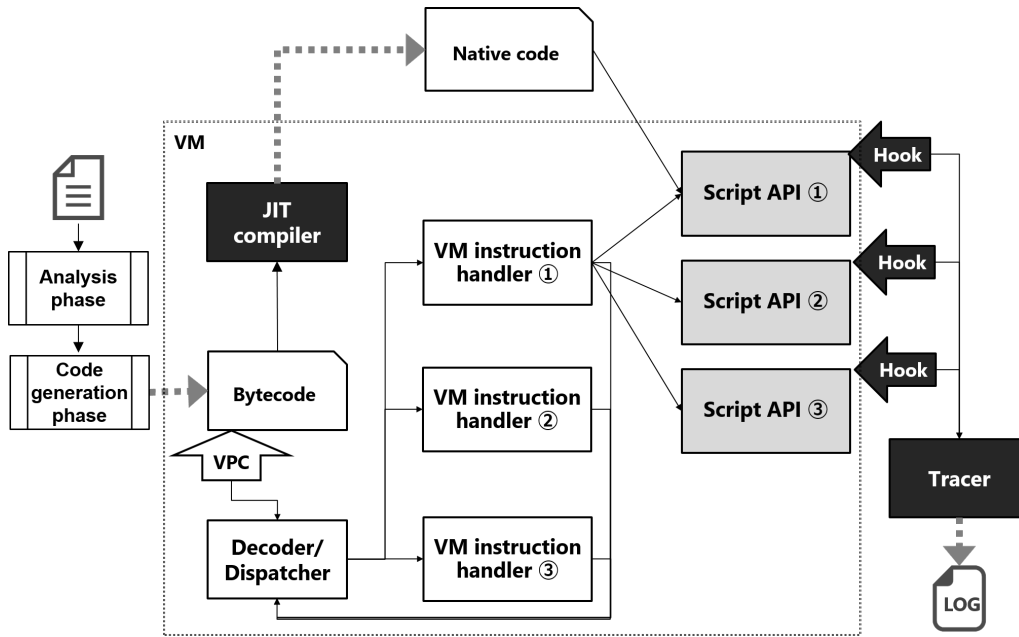 Native code
VM
Hook
JIT
compiler
Script API ①
Analysis
phase
VM instruction
handler ①
Hook
Script API ②
Code
generation
phase
Bytecode
VM instruction
handler ②
Hook
Script API ③
VPC
Tracer
Decoder/
Dispatcher
VM instruction
handler ③
LOG